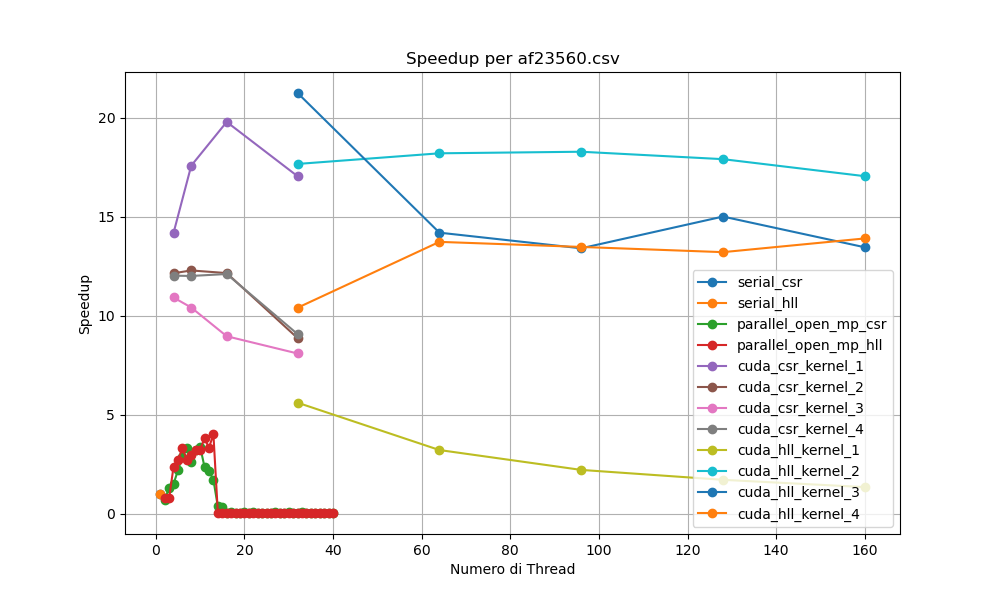 Speedup per af23560.csv
20
15
10
5
0
Speedup
0 20 40 60 80 100 120 140 160
Numero di Thread
serial_csr
serial_hll
parallel_open_mp_csr
parallel_open_mp_hll
cuda_csr_kernel_1
cuda_csr_kernel_2
cuda_csr_kernel_3
cuda_csr_kernel_4
cuda_hll_kernel_1
cuda_hll_kernel_2
cuda_hll_kernel_3
cuda_hll_kernel_4